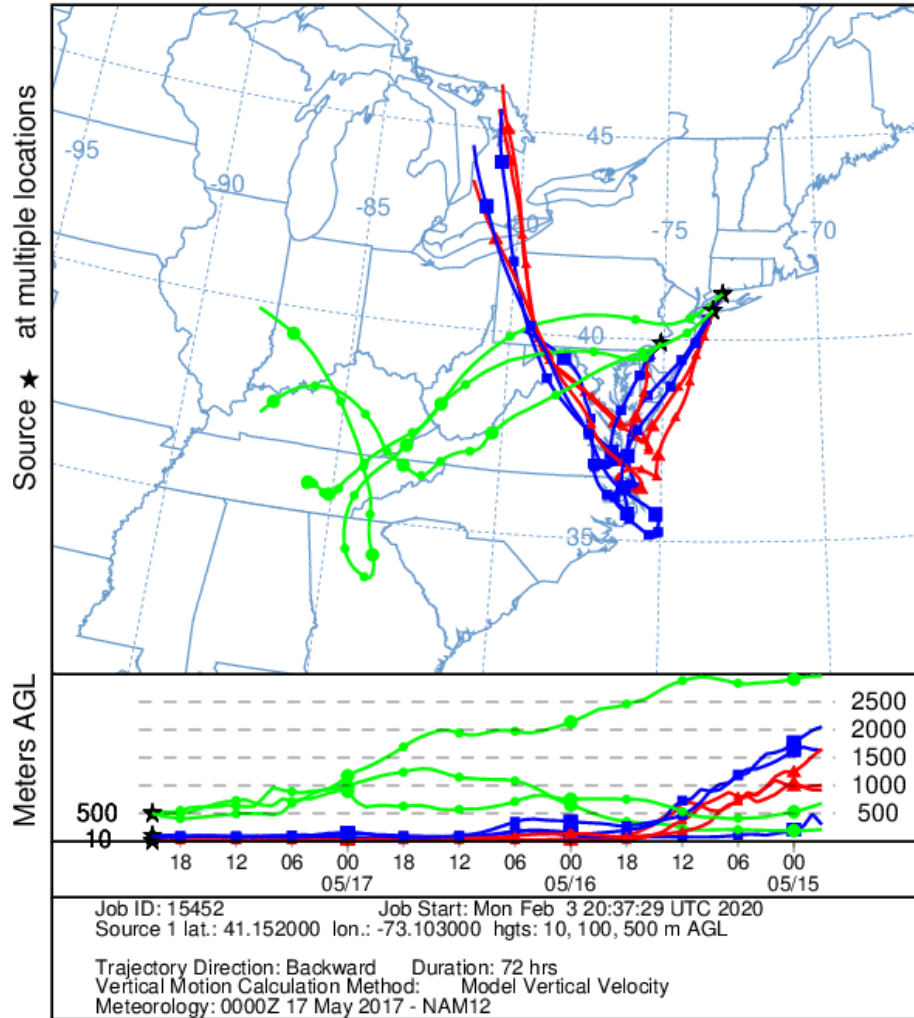 Source ★ at multiple locations
-95
-90
-85
-80
-75
-70
45
40
35
Meters AGL
500
10
2500
2000
1500
1000
500
18 12 06 00 18 12 06 00 18 12 06 00
05/17 05/16 05/15
Job ID: 15452 Job Start: Mon Feb 3 20:37:29 UTC 2020
Source 1 lat.: 41.152000 lon.: -73.103000 hgts: 10, 100, 500 m AGL
Trajectory Direction: Backward Duration: 72 hrs
Vertical Motion Calculation Method: Model Vertical Velocity
Meteorology: 0000Z 17 May 2017 - NAM12